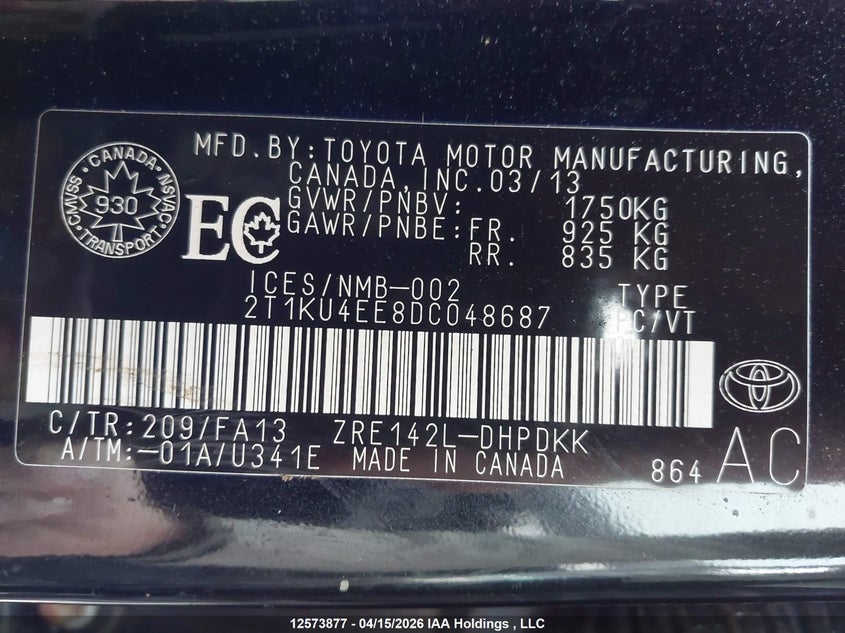 MFD.BY:TOYOTA MOTOR MANUFACTURING,
CANADA, INC.03/13
GVWR/PNBV: 1750KG
GAWR/PNBE:FR. 925 KG
RR. 835 KG
CANADA
CMVSS
NSVAC
930
TRANSPORT
EC
ICES/NMB-002 TYPE
2T1KU4EE8DC048687 PC/VT
C/TR:209/FA13 ZRE142L-DHPDKK
A/TM:-01A/U341E MADE IN CANADA
864 AC
12573877 - 04/15/2026 IAA Holdings , LLC